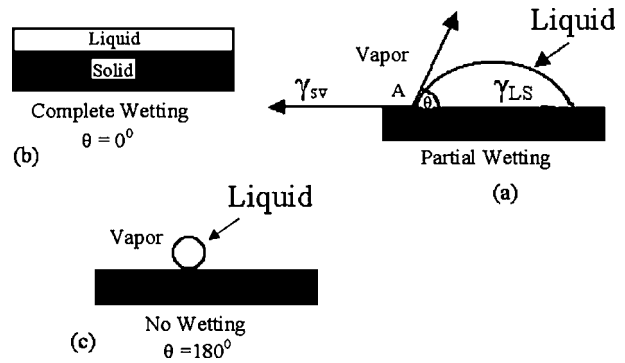 Liquid
Solid
Complete Wetting
θ = 0⁰
(b)
Liquid
Vapor
A
θ
γsv
γLS
Partial Wetting
(a)
Liquid
Vapor
No Wetting
θ =180⁰
(c)